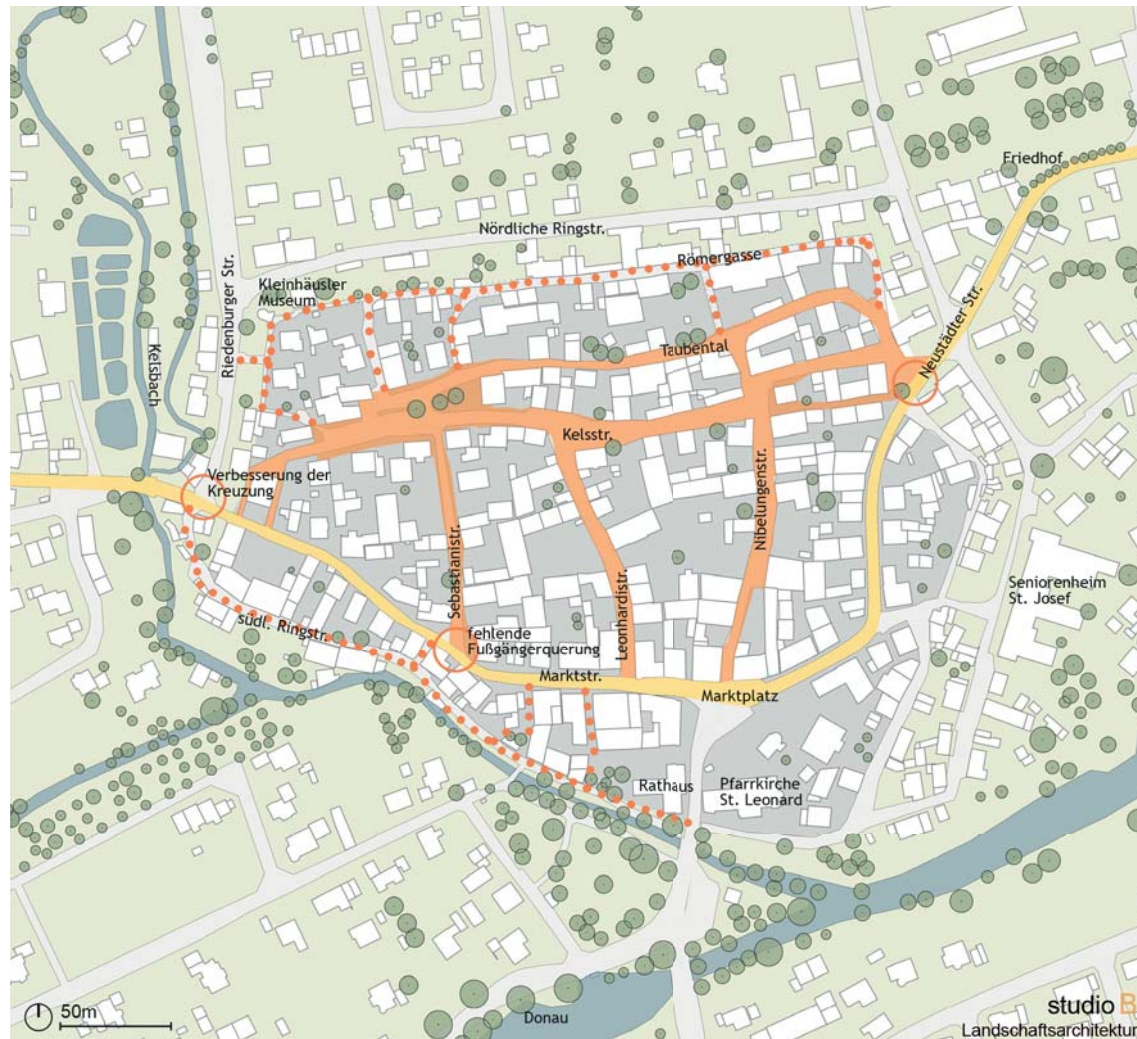 Friedhof
Nördliche Ringstr.
Römergasse
Kleinhäusler
Museum
Riedenburger Str.
Kelsbach
Neustädter Str.
Taubental
Kelsstr.
Verbesserung der
Kreuzung
Nibelungenstr.
Sebastianistr.
Leonhardistr.
Seniorenheim
St. Josef
südl. Ringstr.
fehlende
Fußgängerquerung
Marktstr.
Marktplatz
Rathaus
Pfarrkirche
St. Leonard
50m
Donau
studio B
Landschaftsarchitektur